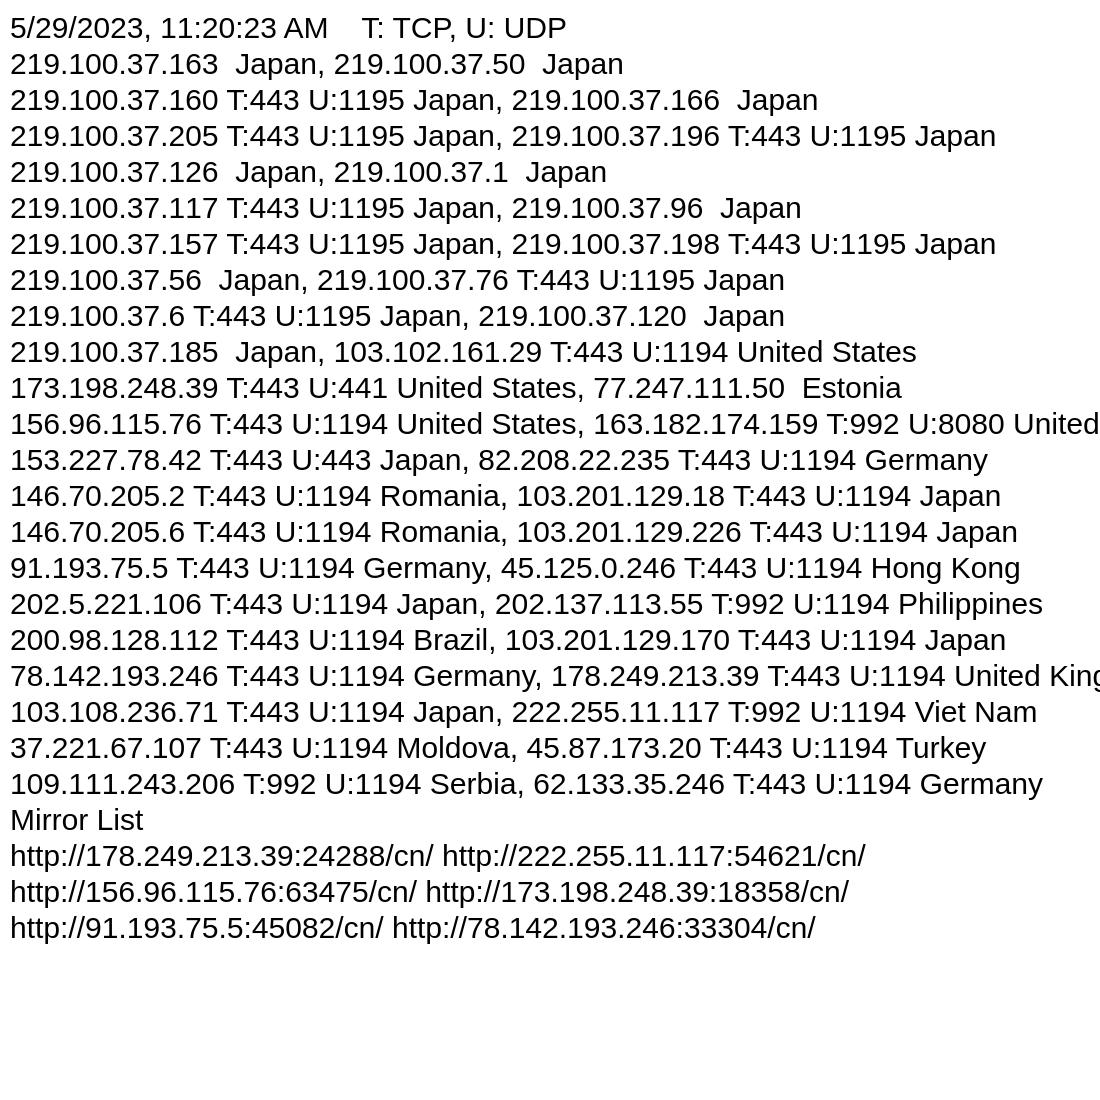 5/29/2023, 11:20:23 AM    T: TCP, U: UDP
219.100.37.163  Japan, 219.100.37.50  Japan
219.100.37.160 T:443 U:1195 Japan, 219.100.37.166  Japan
219.100.37.205 T:443 U:1195 Japan, 219.100.37.196 T:443 U:1195 Japan
219.100.37.126  Japan, 219.100.37.1  Japan
219.100.37.117 T:443 U:1195 Japan, 219.100.37.96  Japan
219.100.37.157 T:443 U:1195 Japan, 219.100.37.198 T:443 U:1195 Japan
219.100.37.56  Japan, 219.100.37.76 T:443 U:1195 Japan
219.100.37.6 T:443 U:1195 Japan, 219.100.37.120  Japan
219.100.37.185  Japan, 103.102.161.29 T:443 U:1194 United States
173.198.248.39 T:443 U:441 United States, 77.247.111.50  Estonia
156.96.115.76 T:443 U:1194 United States, 163.182.174.159 T:992 U:8080 United
153.227.78.42 T:443 U:443 Japan, 82.208.22.235 T:443 U:1194 Germany
146.70.205.2 T:443 U:1194 Romania, 103.201.129.18 T:443 U:1194 Japan
146.70.205.6 T:443 U:1194 Romania, 103.201.129.226 T:443 U:1194 Japan
91.193.75.5 T:443 U:1194 Germany, 45.125.0.246 T:443 U:1194 Hong Kong
202.5.221.106 T:443 U:1194 Japan, 202.137.113.55 T:992 U:1194 Philippines
200.98.128.112 T:443 U:1194 Brazil, 103.201.129.170 T:443 U:1194 Japan
78.142.193.246 T:443 U:1194 Germany, 178.249.213.39 T:443 U:1194 United King
103.108.236.71 T:443 U:1194 Japan, 222.255.11.117 T:992 U:1194 Viet Nam
37.221.67.107 T:443 U:1194 Moldova, 45.87.173.20 T:443 U:1194 Turkey
109.111.243.206 T:992 U:1194 Serbia, 62.133.35.246 T:443 U:1194 Germany
Mirror List
http://178.249.213.39:24288/cn/ http://222.255.11.117:54621/cn/
http://156.96.115.76:63475/cn/ http://173.198.248.39:18358/cn/
http://91.193.75.5:45082/cn/ http://78.142.193.246:33304/cn/